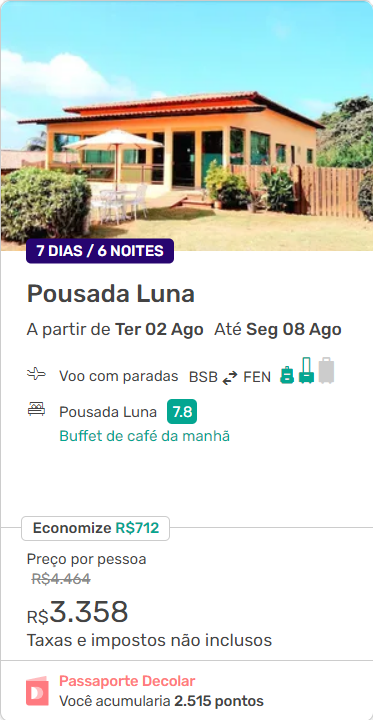 7 DIAS / 6 NOITES
Pousada Luna
A partir de Ter 02 Ago Até Seg 08 Ago
Voo com paradas BSB FEN
Pousada Luna 7.8
Buffet de café da manhã
Economize R$712
Preço por pessoa
R$4.464
R$3.358
Taxas e impostos não inclusos
Passaporte Decolar
Você acumularia 2.515 pontos